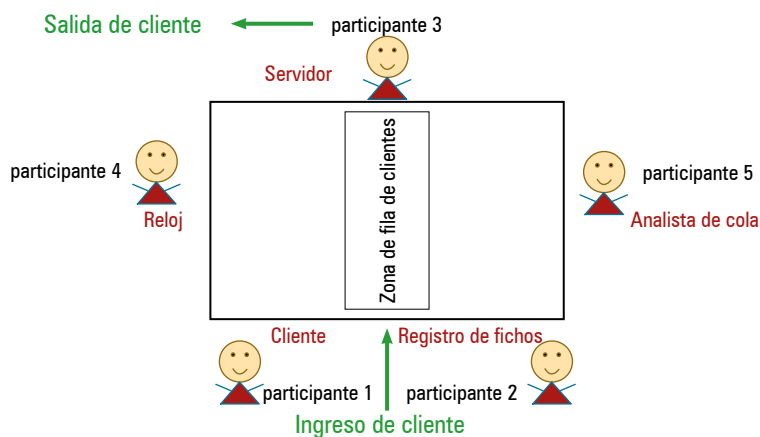 Salida de cliente
participante 3
Servidor
Zona de fila de clientes
participante 4
Reloj
participante 5
Analista de cola
Cliente
Registro de fichos
participante 1
participante 2
Ingreso de cliente